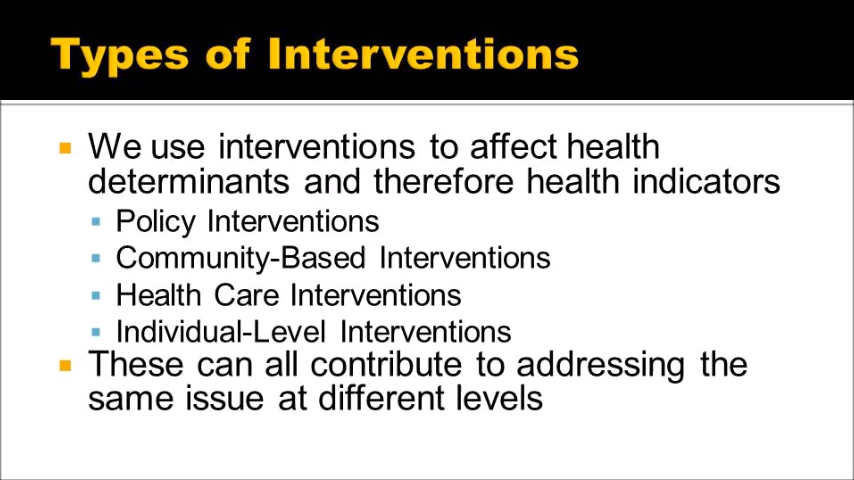 Types of Interventions
We use interventions to affect health
determinants and therefore health indicators
Policy Interventions
Community-Based Interventions
Health Care Interventions
Individual-Level Interventions
These can all contribute to addressing the
same issue at different levels